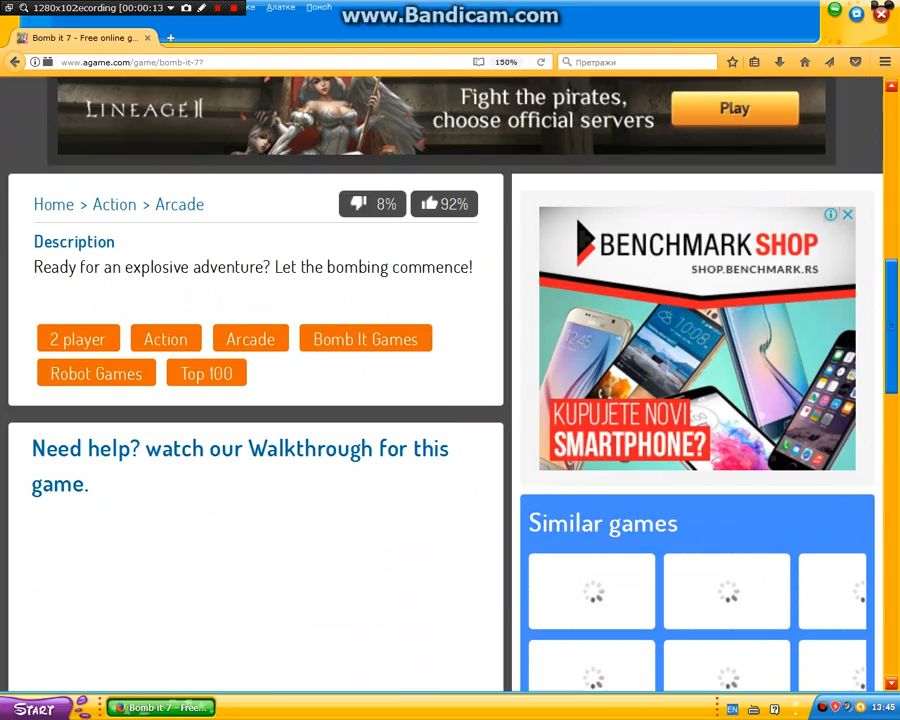 1280x102ecording [00:00:13
Алатке Помоћ
www.Bandicam.com
Bomb it 7 - Free online g...
www.agame.com/game/bomb-it-7?
150%
Претражи
LINEAGE II
Fight the pirates,
choose official servers
Play
Home > Action > Arcade
8%
92%
Description
Ready for an explosive adventure? Let the bombing commence!
2 player
Action
Arcade
Bomb It Games
Robot Games
Top 100
BENCHMARK SHOP
SHOP.BENCHMARK.RS
KUPUJETE NOVI
SMARTPHONE?
Need help? watch our Walkthrough for this
game.
Similar games
START
Bomb it 7 - Free...
EN
13:45